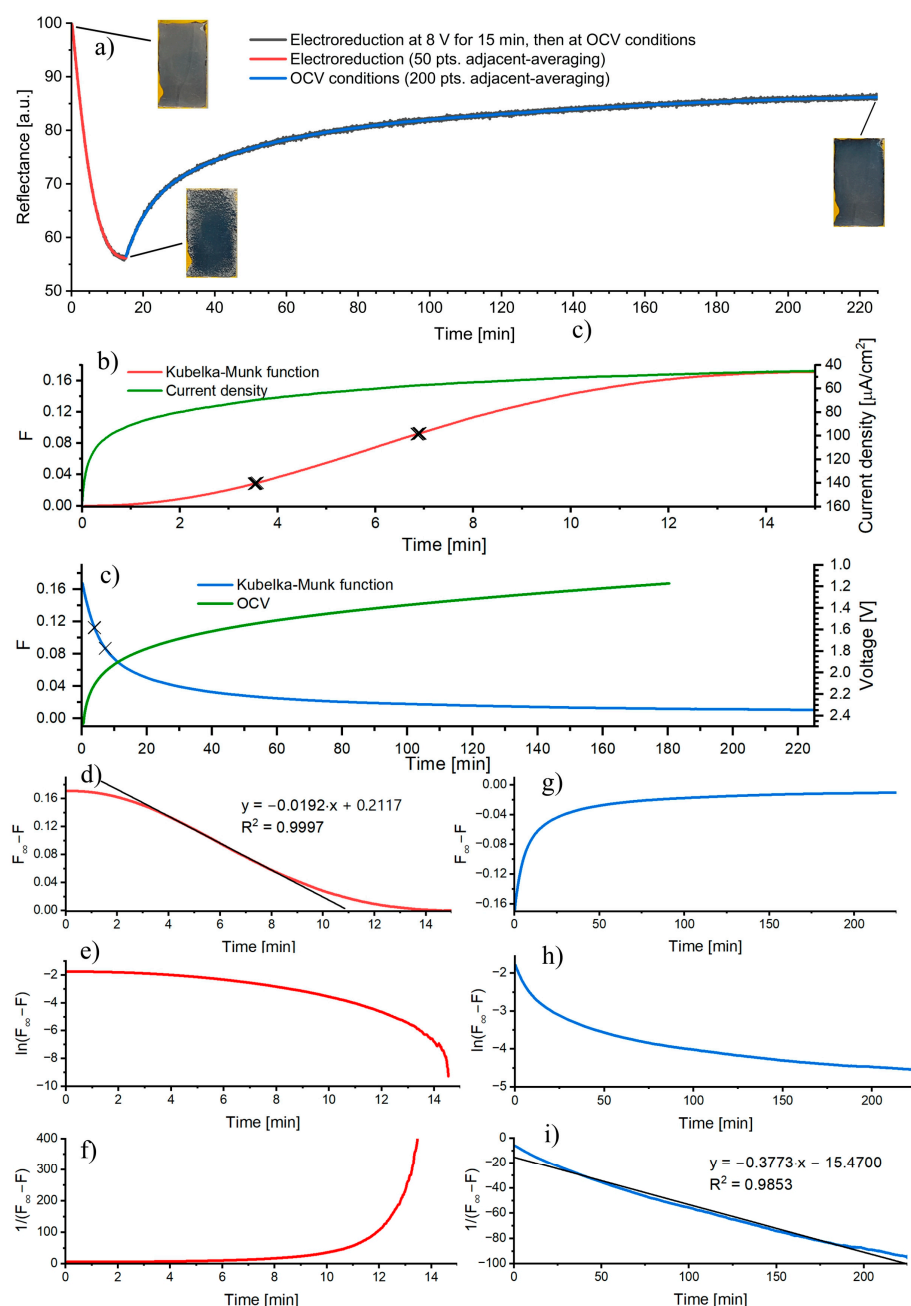 a)
Electroreduction at 8 V for 15 min, then at OCV conditions
Electroreduction (50 pts. adjacent-averaging)
OCV conditions (200 pts. adjacent-averaging)
Reflectance [a.u.]
100
90
80
70
60
50
0 20 40 60 80 100 120 140 160 180 200 220
Time [min]
c)
b)
Kubelka-Munk function
Current density
F
0.16
0.12
0.08
0.04
0.00
40
60
80
100
120
140
160
Current density [µA/cm²]
0 2 4 6 8 10 12 14
Time [min]
c)
Kubelka-Munk function
OCV
F
0.16
0.12
0.08
0.04
0.00
1.0
1.2
1.4
1.6
1.8
2.0
2.2
2.4
Voltage [V]
0 20 40 60 80 100 120 140 160 180 200 220
Time [min]
d)
y = −0.0192·x + 0.2117
R² = 0.9997
F∞−F
0.16
0.12
0.08
0.04
0.00
0 2 4 6 8 10 12 14
Time [min]
g)
F∞−F
0.00
−0.04
−0.08
−0.12
−0.16
0 50 100 150 200
Time [min]
e)
ln(F∞−F)
−2
−4
−6
−8
−10
0 2 4 6 8 10 12 14
Time [min]
h)
ln(F∞−F)
−2
−3
−4
−5
0 50 100 150 200
Time [min]
f)
1/(F∞−F)
400
300
200
100
0
0 2 4 6 8 10 12 14
Time [min]
i)
y = −0.3773·x − 15.4700
R² = 0.9853
1/(F∞−F)
0
−20
−40
−60
−80
−100
0 50 100 150 200
Time [min]